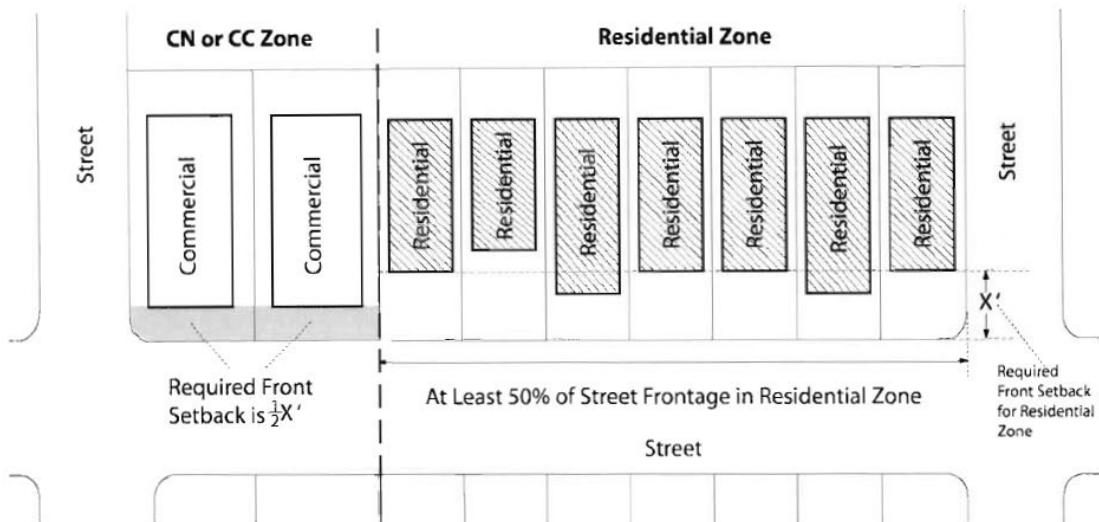 CN or CC Zone
Residential Zone
Street
Commercial
Commercial
Residential
Residential
Residential
Residential
Residential
Residential
Residential
Street
X'
Required Front
Setback is ½X'
At Least 50% of Street Frontage in Residential Zone
Required
Front Setback
for Residential
Zone
Street